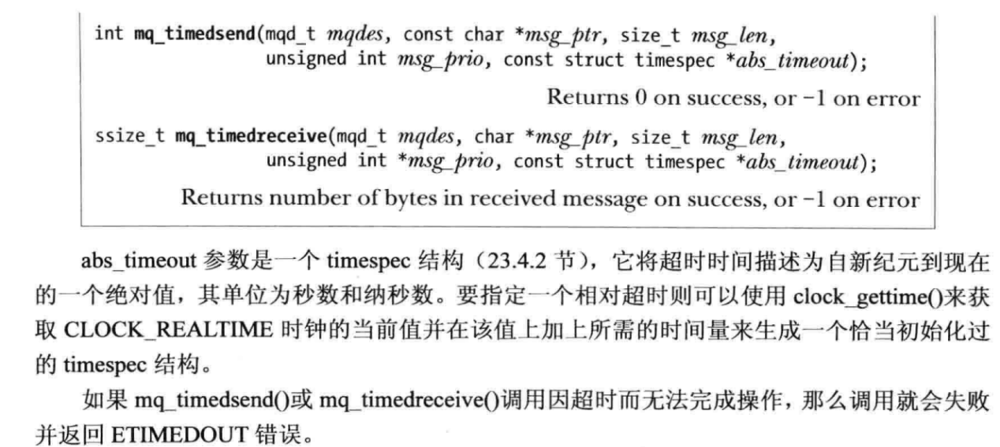 int mq_timedsend(mqd_t mqdes, const char *msg_ptr, size_t msg_len,
unsigned int msg_prio, const struct timespec *abs_timeout);
Returns 0 on success, or −1 on error
ssize_t mq_timedreceive(mqd_t mqdes, char *msg_ptr, size_t msg_len,
unsigned int *msg_prio, const struct timespec *abs_timeout);
Returns number of bytes in received message on success, or −1 on error
abs_timeout 参数是一个 timespec 结构（23.4.2 节），它将超时时间描述为自新纪元到现在
的一个绝对值，其单位为秒数和纳秒数。要指定一个相对超时则可以使用 clock_gettime()来获
取 CLOCK_REALTIME 时钟的当前值并在该值上加上所需的时间量来生成一个恰当初始化过
的 timespec 结构。
如果 mq_timedsend()或 mq_timedreceive()调用因超时而无法完成操作，那么调用就会失败
并返回 ETIMEDOUT 错误。